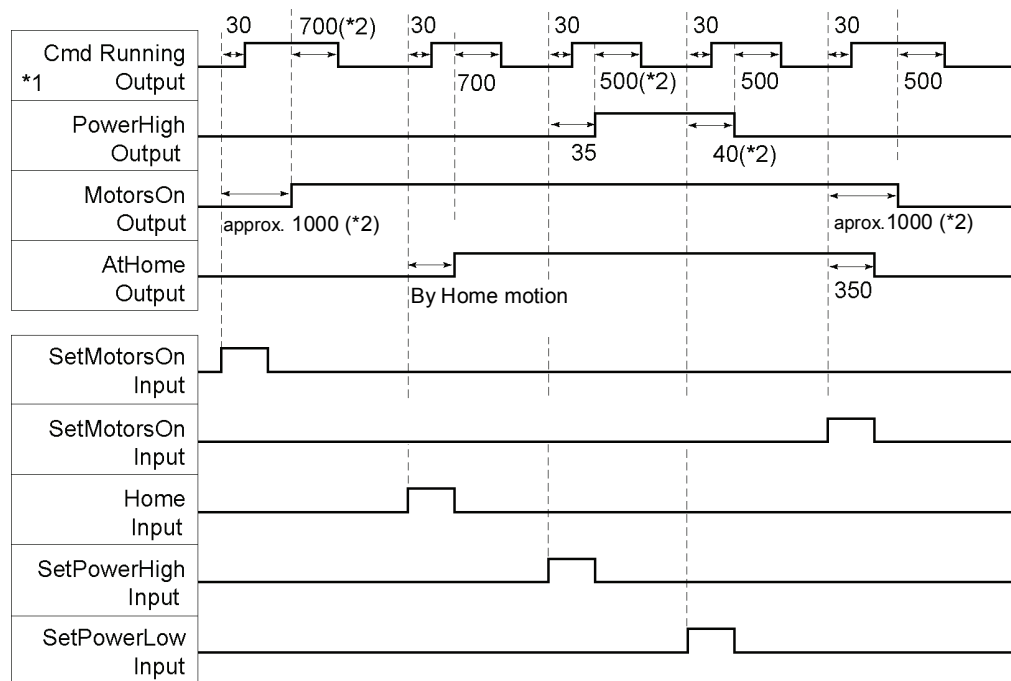 30 700(*2) 30 30 30 30
Cmd Running
*1 Output
700 500(*2) 500 500
PowerHigh
Output
35 40(*2)
MotorsOn
Output
approx. 1000 (*2) aprox.1000 (*2)
AtHome
Output
By Home motion 350
SetMotorsOn
Input
SetMotorsOn
Input
Home
Input
SetPowerHigh
Input
SetPowerLow
Input